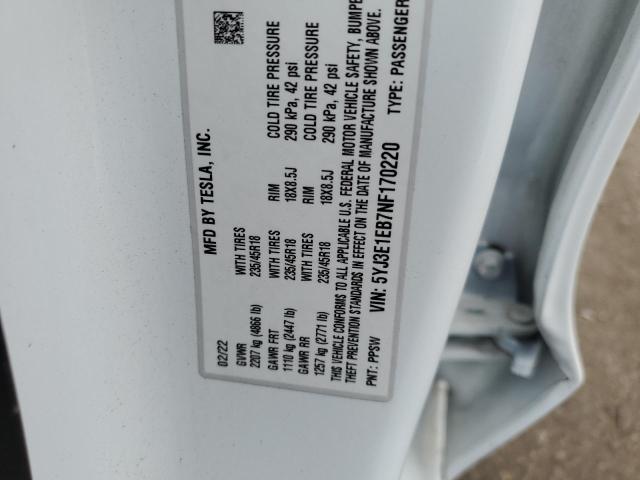 MFD BY TESLA, INC.
02/22
GVWR
2207 kg (4866 lb)
WITH TIRES
235/45R18
RIM
18X8.5J
COLD TIRE PRESSURE
290 kPa, 42 psi
GAWR FRT
1110 kg (2447 lb)
WITH TIRES
235/45R18
RIM
18X8.5J
COLD TIRE PRESSURE
290 kPa, 42 psi
GAWR RR
1257 kg (2771 lb)
WITH TIRES
235/45R18
THIS VEHICLE CONFORMS TO ALL APPLICABLE U.S. FEDERAL MOTOR VEHICLE SAFETY, BUMPE
THEFT PREVENTION STANDARDS IN EFFECT ON THE DATE OF MANUFACTURE SHOWN ABOVE.
VIN: 5YJ3E1EB7NF170220
TYPE: PASSENGER
PNT: PPSW